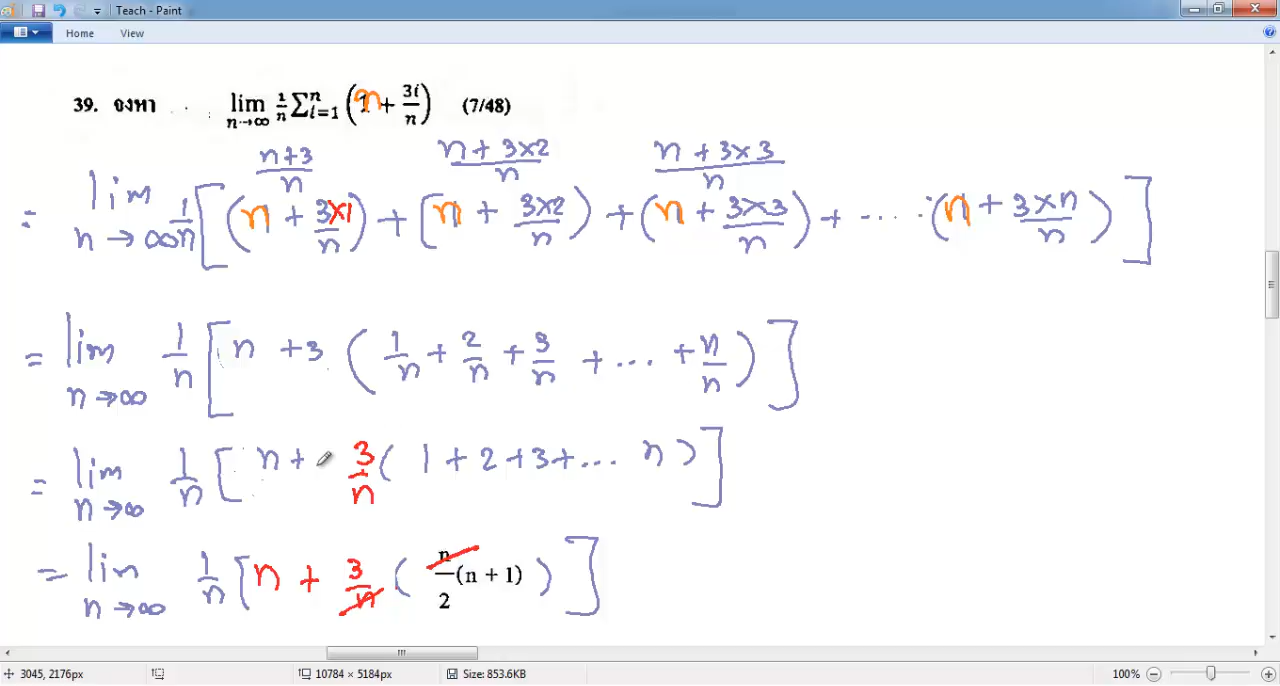 Teach - Paint
Home View
39. จงหา lim n→∞ 1/n ∑ⁿᵢ₌₁ (n + 3i/n) (7/48)
n+3/n n + 3×2/n n + 3×3/n
= lim n→∞ 1/n [(n + 3×1/n) + [n + 3×2/n) + (n + 3×3/n) + .... (n + 3×n/n)]
= lim n→∞ 1/n [n + 3 (1/n + 2/n + 3/n + ... + n/n)]
= lim n→∞ 1/n [n + 3/n (1 + 2 + 3 + ... n)]
= lim n→∞ 1/n [n + 3/n (n/2 (n + 1))]
3045, 2176px 10784 × 5184px Size: 853.6KB 100%